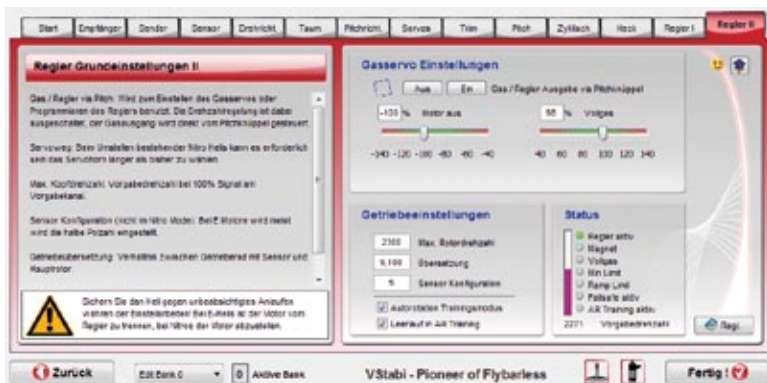 Start Empfänger Sender Sensor Drehricht. Taum. Pitchricht. Servos Trim Pitch Zyklisch Heck Regler I Regler II
Regler Grundeinstellungen II
Gas / Regler via Pitch: Wird zum Einstellen des Gasservos oder
Programmieren des Reglers benutzt. Die Drehzahlregelung ist dabei
ausgeschaltet, der Gasausgang wird direkt vom Pitchknüppel gesteuert.
Servoweg: Beim Umstellen bestehender Nitro Helis kann es erforderlich
sein das Servohorn länger als bisher zu wählen.
Max. Kopfdrehzahl: Vorgabedrehzahl bei 100% Signal am
Vorgabekanal.
Sensor Konfiguration (nicht im Nitro Mode): Bei E Motore wird meist
wird die halbe Polzahl eingestellt.
Getriebeübersetzung: Verhältnis zwischen Getrieberad mit Sensor und
Hauptrotor.
Sichern Sie den Heli gegen unbeabsichtigtes Anlaufen
während der Einstellarbeiten! Bei E-Helis ist der Motor vom
Regler zu trennen, bei Nitros der Motor abzustellen.
Gasservo Einstellungen
Aus Ein Gas / Regler Ausgabe via Pitchknüppel
-100 % Motor aus 98 % Vollgas
-140 -120 -100 -80 -60 -40 40 60 80 100 120 140
Getriebeeinstellungen
2300 Max. Rotordrehzahl
9,100 Übersetzung
5 Sensor Konfiguration
Autorotation Trainingsmodus
Leerlauf in AR Training
Status
Regler aktiv
Magnet
Vollgas
Min Limit
Ramp Limit
Failsafe aktiv
AR Training aktiv
2271 Vorgabedrehzahl
Regl.
Zurück Edit Bank 0 0 Aktive Bank VStabi - Pioneer of Flybarless Fertig !